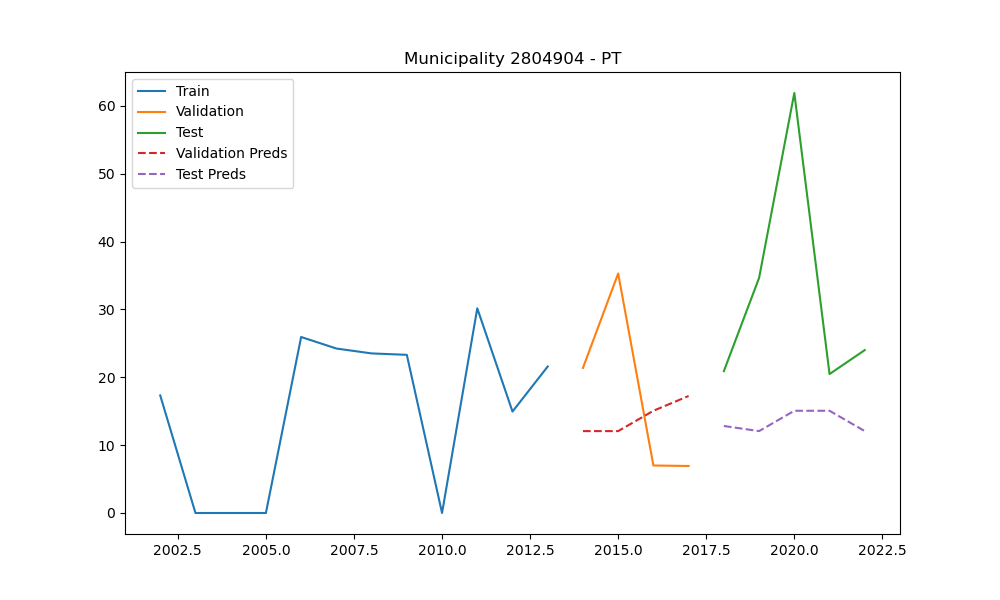 Municipality 2804904 - PT
Train
Validation
Test
Validation Preds
Test Preds
60
50
40
30
20
10
0
2002.5 2005.0 2007.5 2010.0 2012.5 2015.0 2017.5 2020.0 2022.5